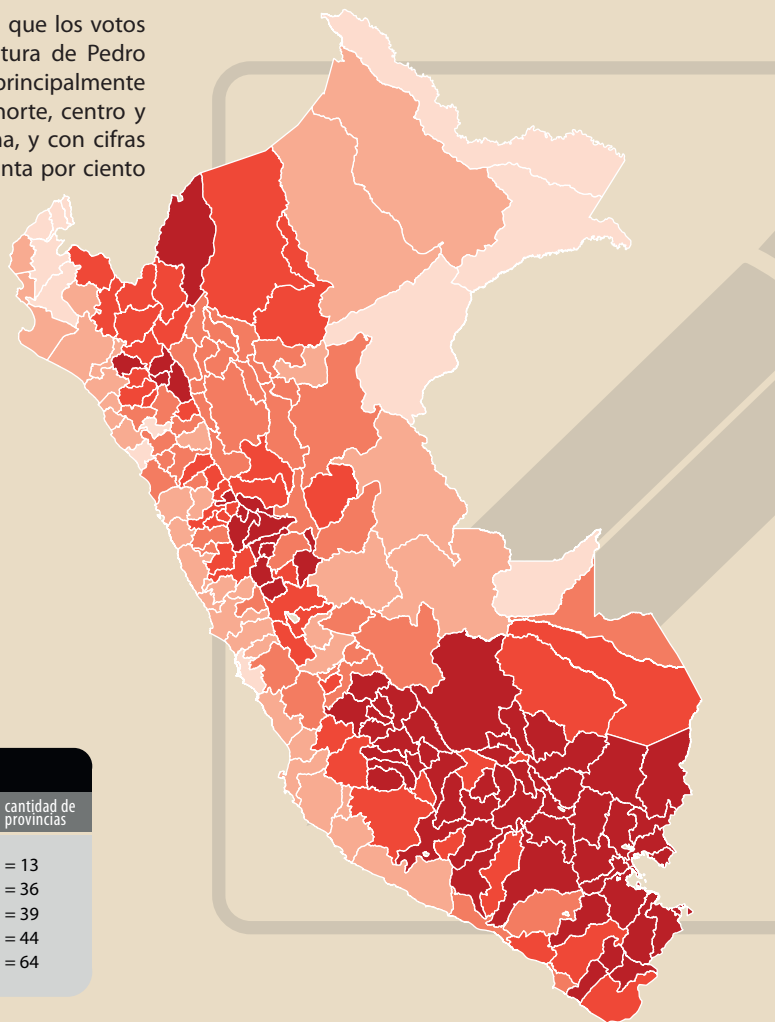 que los votos
tura de Pedro
principalmente
norte, centro y
na, y con cifras
nta por ciento
cantidad de
provincias
= 13
= 36
= 39
= 44
= 64